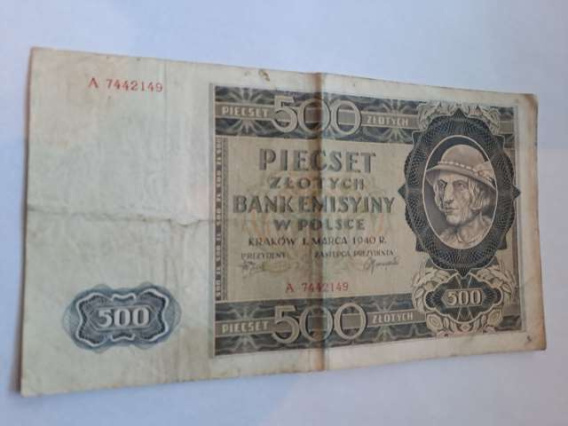 A 7442149
PIĘCSET 500 ZŁOTYCH
PIĘCSET
ZŁOTYCH
BANK EMISYJNY
W POLSCE
KRAKÓW 1. MARCA 1940 R.
PREZYDENT ZASTĘPCA PREZYDENTA
A 7442149
500
500
PIĘCSET 500 ZŁOTYCH